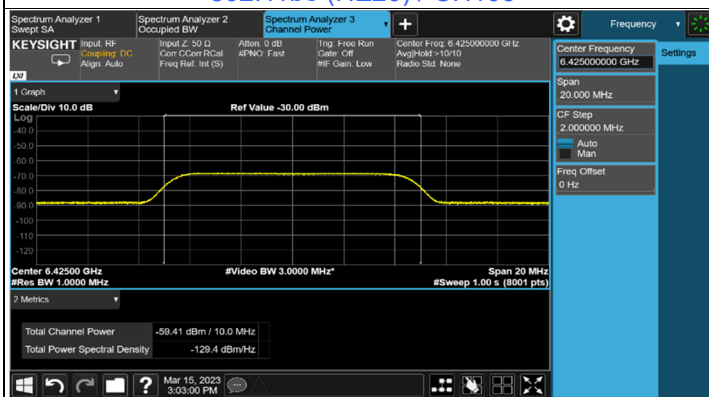 Spectrum Analyzer 1
Swept SA
Spectrum Analyzer 2
Occupied BW
Spectrum Analyzer 3
Channel Power
+
Frequency
KEYSIGHT
Input: RF
Coupling: DC
Align: Auto
Input Z: 50 Ω
Corr CCorr RCal
Freq Ref: Int (S)
Atten: 0 dB
#PNO: Fast
Trig: Free Run
Gate: Off
#IF Gain: Low
Center Freq: 6.425000000 GHz
Avg|Hold:>10/10
Radio Std: None
LXI
Center Frequency
6.425000000 GHz
Settings
Span
20.000 MHz
CF Step
2.000000 MHz
Auto
Man
Freq Offset
0 Hz
1 Graph
Scale/Div 10.0 dB
Ref Value -30.00 dBm
Log
-40.0
-50.0
-60.0
-70.0
-80.0
-90.0
-100
-110
-120
Center 6.42500 GHz
#Video BW 3.0000 MHz*
Span 20 MHz
#Res BW 1.0000 MHz
#Sweep 1.00 s (8001 pts)
2 Metrics
Total Channel Power -59.41 dBm / 10.0 MHz
Total Power Spectral Density -129.4 dBm/Hz
?
Mar 15, 2023
3:03:00 PM